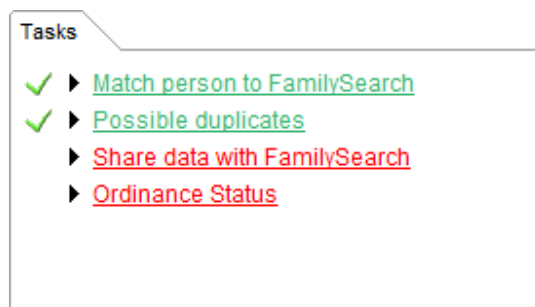 Tasks
Match person to FamilySearch
Possible duplicates
Share data with FamilySearch
Ordinance Status